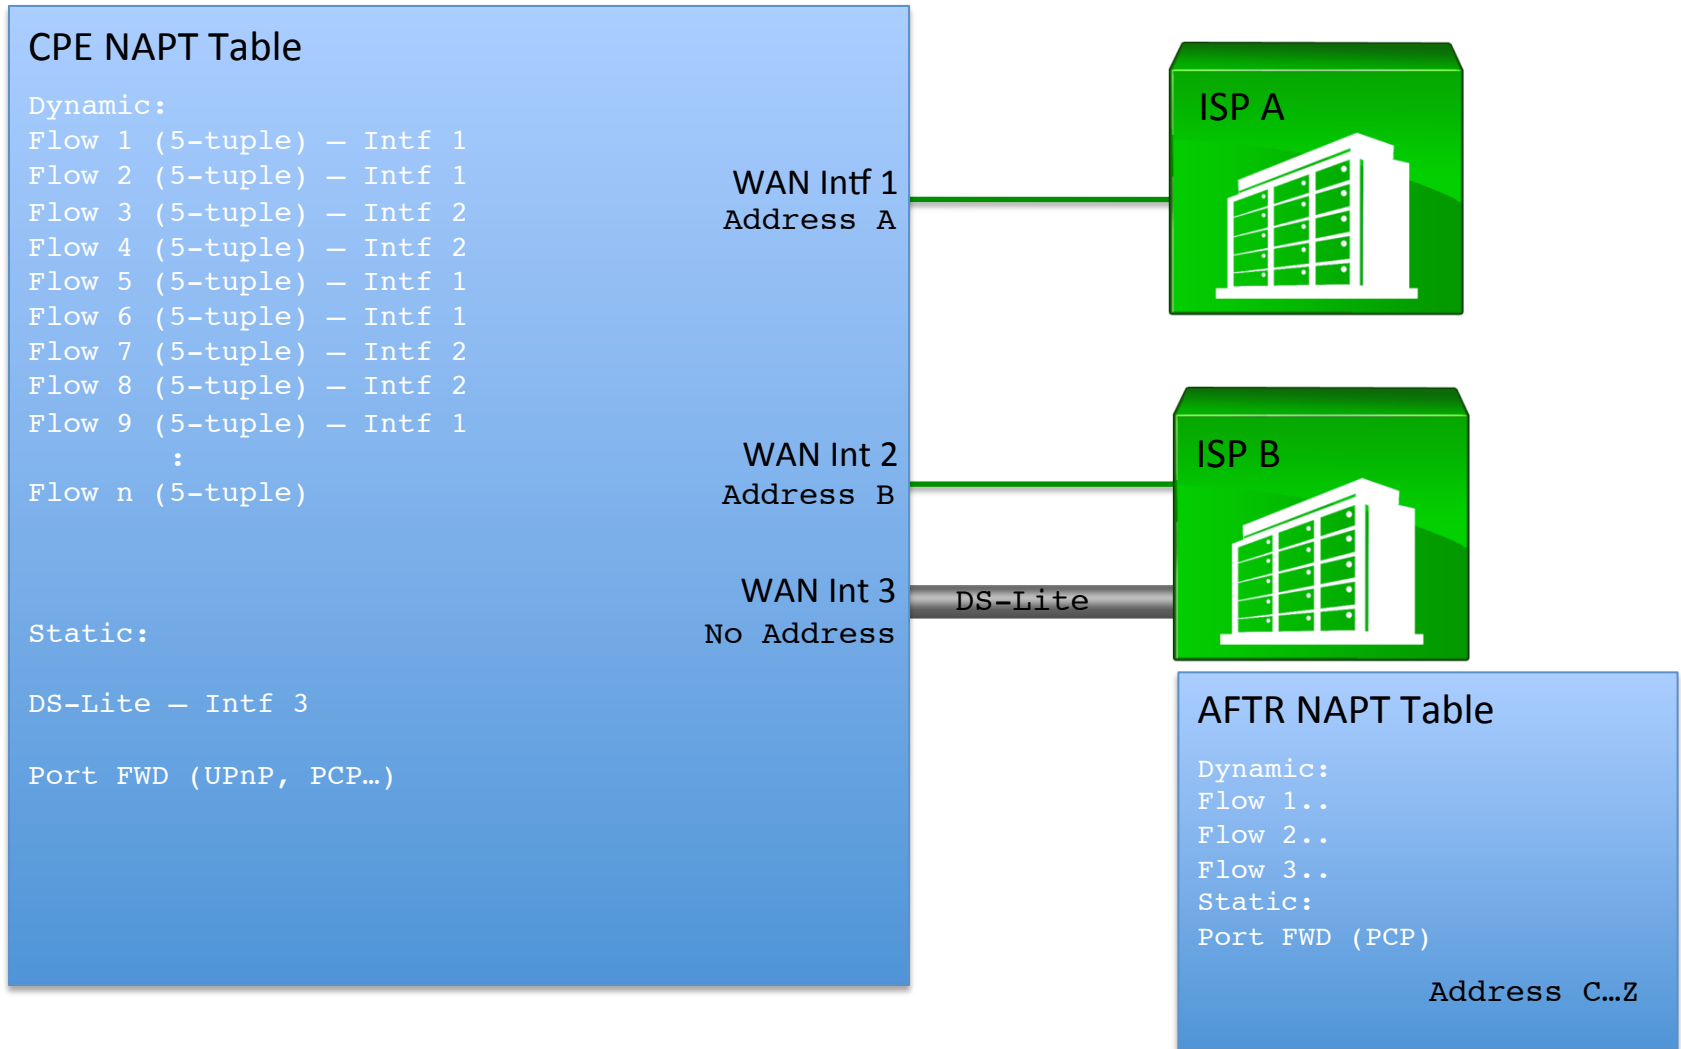 CPE NAPT Table
Dynamic:
Flow 1 (5-tuple) – Intf 1
Flow 2 (5-tuple) – Intf 1
Flow 3 (5-tuple) – Intf 2
Flow 4 (5-tuple) – Intf 2
Flow 5 (5-tuple) – Intf 1
Flow 6 (5-tuple) – Intf 1
Flow 7 (5-tuple) – Intf 2
Flow 8 (5-tuple) – Intf 2
Flow 9 (5-tuple) – Intf 1
:
Flow n (5-tuple)
Static:
DS-Lite – Intf 3
Port FWD (UPnP, PCP…)
WAN Intf 1
Address A
WAN Int 2
Address B
WAN Int 3
No Address
DS-Lite
ISP A
ISP B
AFTR NAPT Table
Dynamic:
Flow 1..
Flow 2..
Flow 3..
Static:
Port FWD (PCP)
Address C…Z